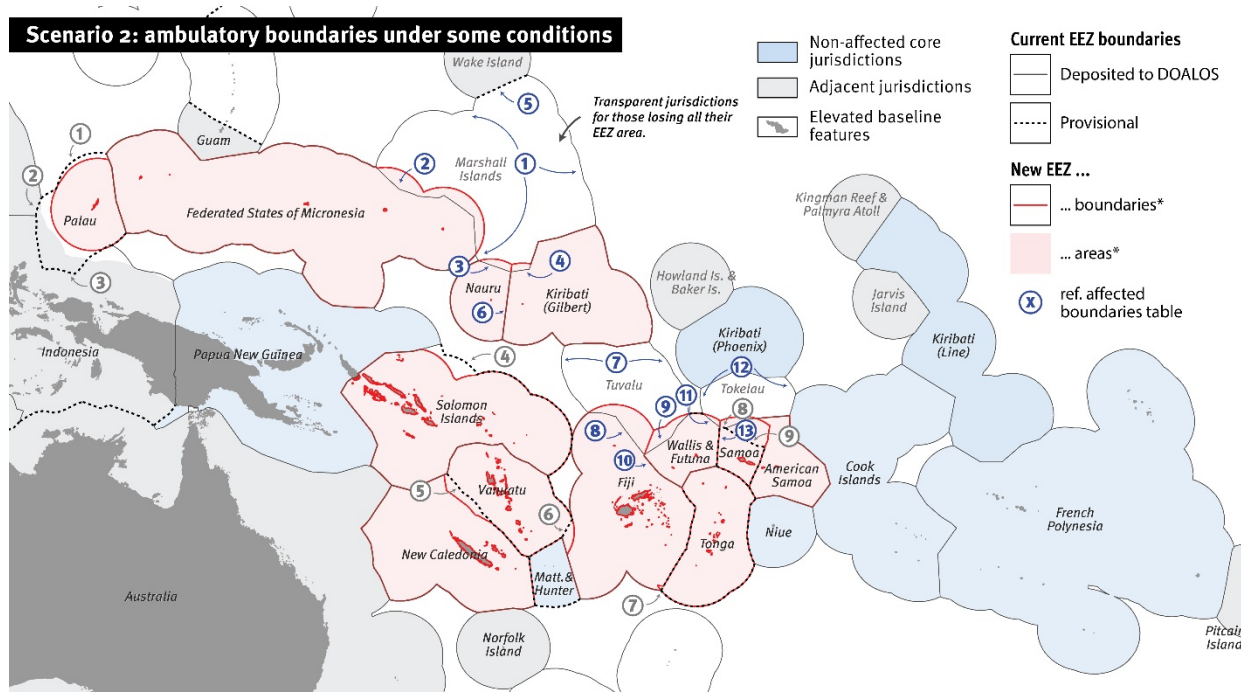 Scenario 2: ambulatory boundaries under some conditions
Non-affected core
jurisdictions
Adjacent jurisdictions
Elevated baseline
features
Current EEZ boundaries
Deposited to DOALOS
Provisional
New EEZ ...
... boundaries*
... areas*
X
ref. affected
boundaries table
Transparent jurisdictions
for those losing all their
EEZ area.
Wake Island
5
1
Guam
2
Marshall
Islands
1
2
Palau
Federated States of Micronesia
Kingman Reef &
Palmyra Atoll
3
3
4
Nauru
Kiribati
(Gilbert)
6
Howland Is. &
Baker Is.
Jarvis
Island
Kiribati
(Phoenix)
Kiribati
(Line)
Indonesia
Papua New Guinea
4
7
Tuvalu
12
Tokelau
11
Solomon
Islands
9
8
8
13
9
10
Wallis &
Futuna
Samoa
American
Samoa
Cook
Islands
5
Vanuatu
6
Fiji
French
Polynesia
Niue
Tonga
New Caledonia
Matt.&
Hunter
7
Australia
Norfolk
Island
Pitcairn
Island